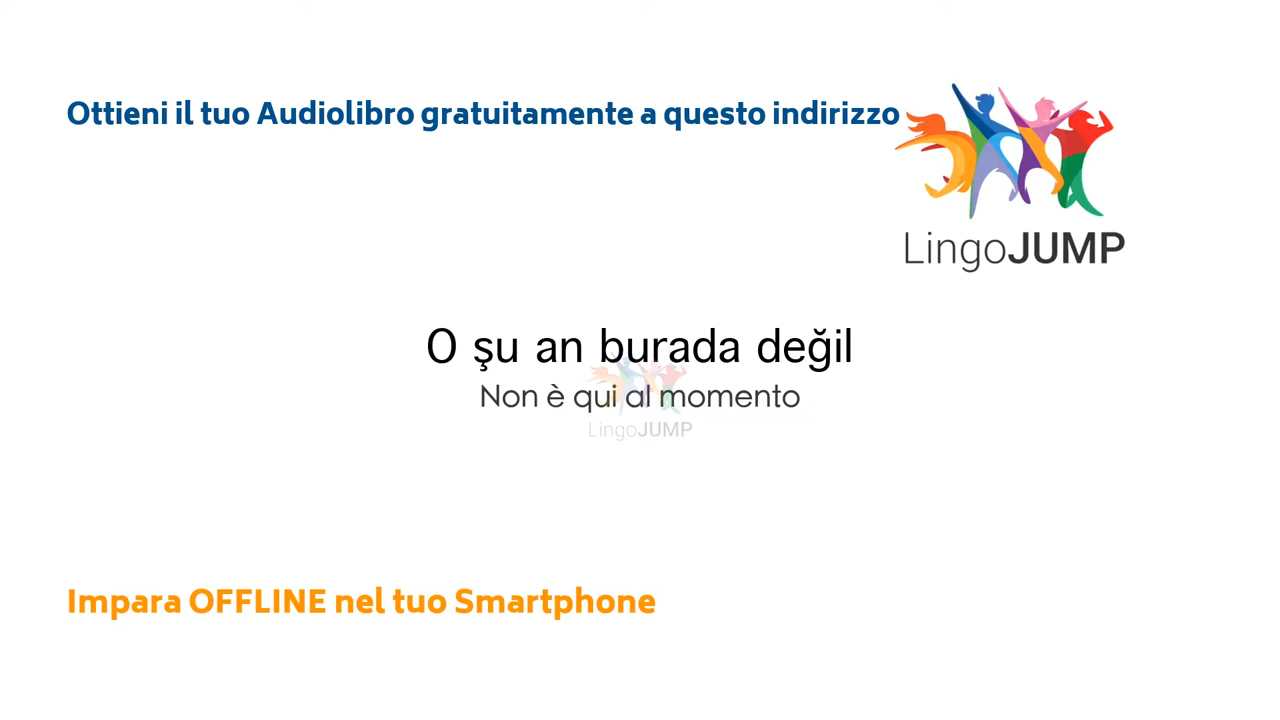 Ottieni il tuo Audiolibro gratuitamente a questo indirizzo
LingoJUMP
O şu an burada değil
Non è qui al momento
LingoJUMP
Impara OFFLINE nel tuo Smartphone